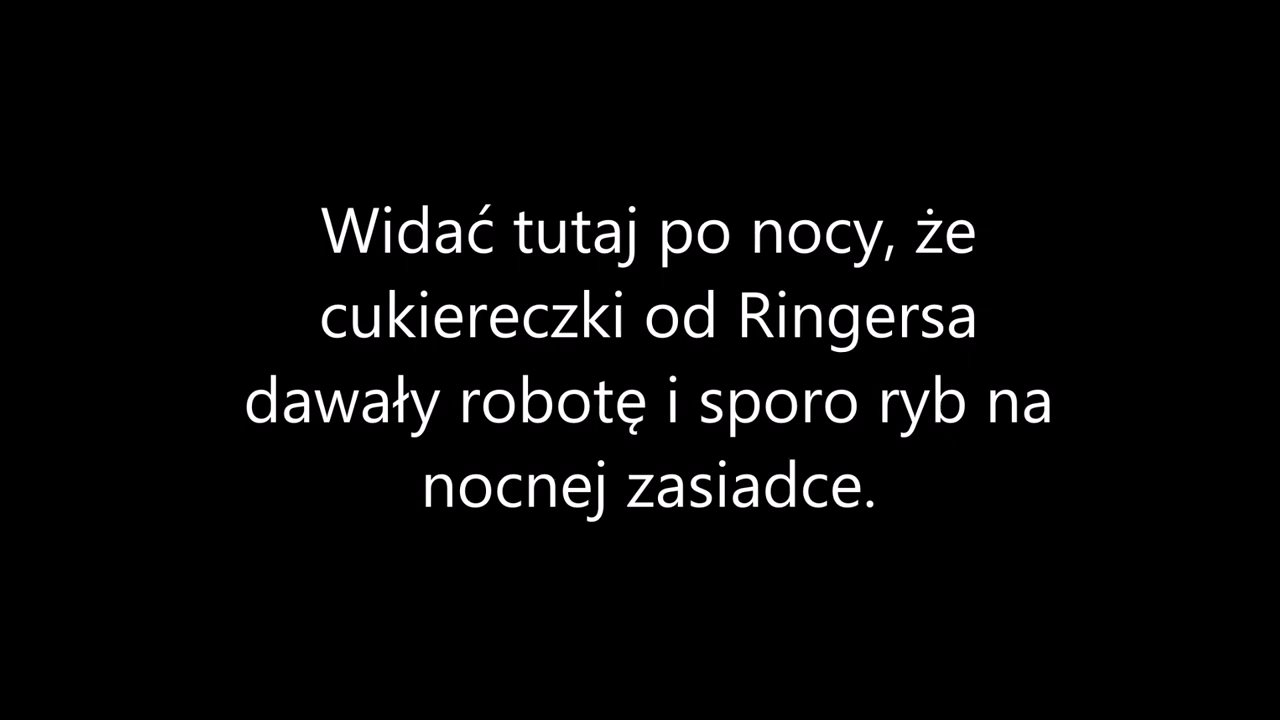 Widać tutaj po nocy, że
cukiereczki od Ringersa
dawały robotę i sporo ryb na
nocnej zasiadce.